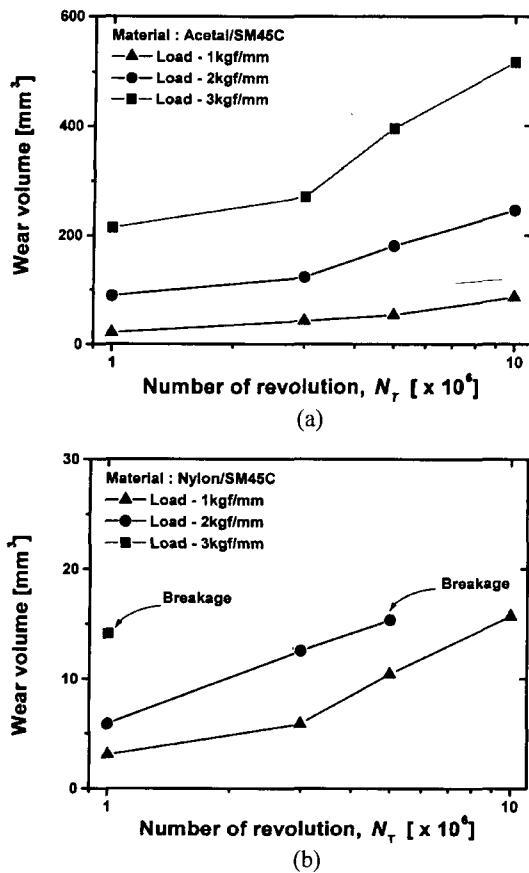 600
400
200
0
Wear volume [mm³]
Material : Acetal/SM45C
Load - 1kgf/mm
Load - 2kgf/mm
Load - 3kgf/mm
1
10
Number of revolution, N_T [ x 10⁶]
(a)
30
20
10
0
Wear volume [mm³]
Material : Nylon/SM45C
Load - 1kgf/mm
Load - 2kgf/mm
Load - 3kgf/mm
Breakage
Breakage
1
10
Number of revolution, N_T [ x 10⁶]
(b)